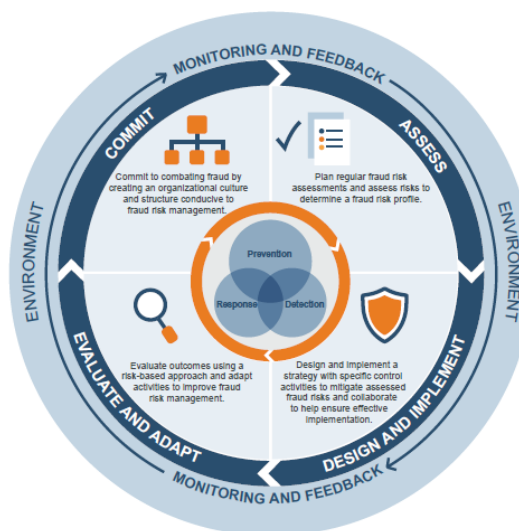 MONITORING AND FEEDBACK
ENVIRONMENT
ENVIRONMENT
COMMIT
ASSESS
Commit to combating fraud by
creating an organizational culture
and structure conducive to
fraud risk management.
Plan regular fraud risk
assessments and assess risks to
determine a fraud risk profile.
Prevention
Response
Detection
Evaluate outcomes using a
risk-based approach and adapt
activities to improve fraud
risk management.
Design and implement a
strategy with specific control
activities to mitigate assessed
fraud risks and collaborate
to help ensure effective
implementation.
EVALUATE AND ADAPT
DESIGN AND IMPLEMENT
MONITORING AND FEEDBACK